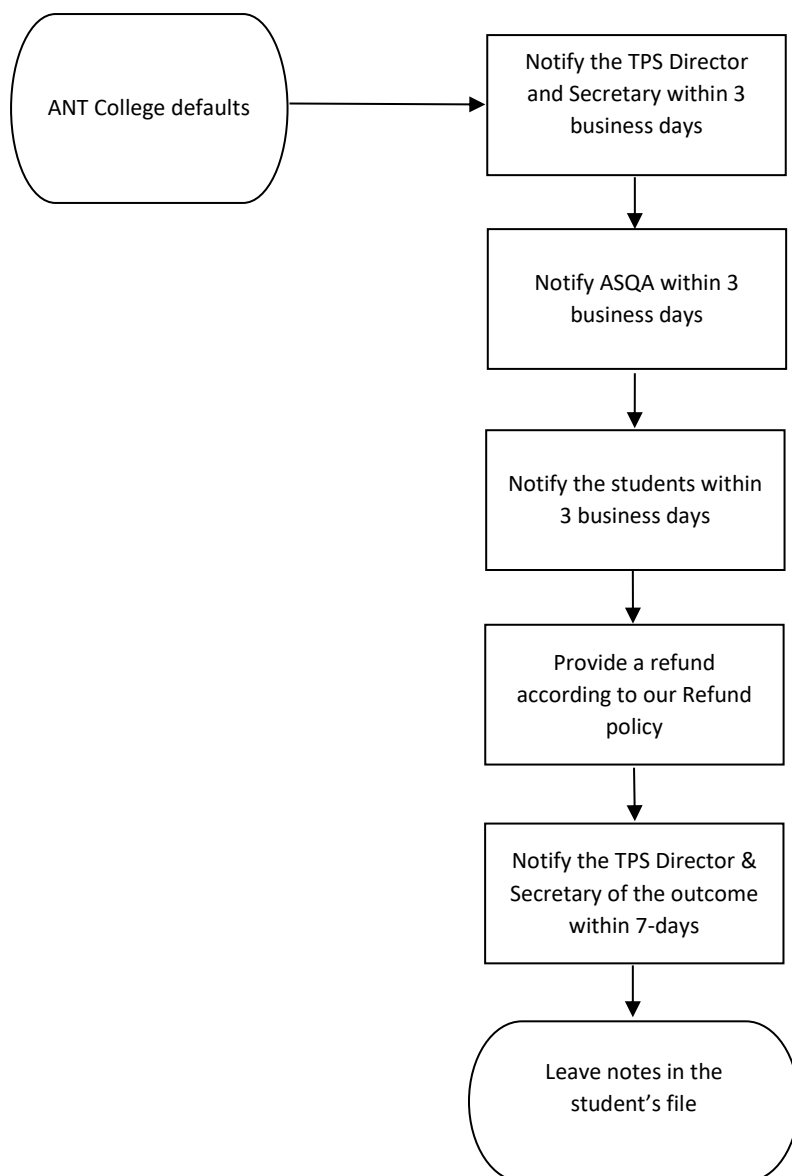 ANT College defaults
Notify the TPS Director
and Secretary within 3
business days
Notify ASQA within 3
business days
Notify the students within
3 business days
Provide a refund
according to our Refund
policy
Notify the TPS Director &
Secretary of the outcome
within 7-days
Leave notes in the
student’s file